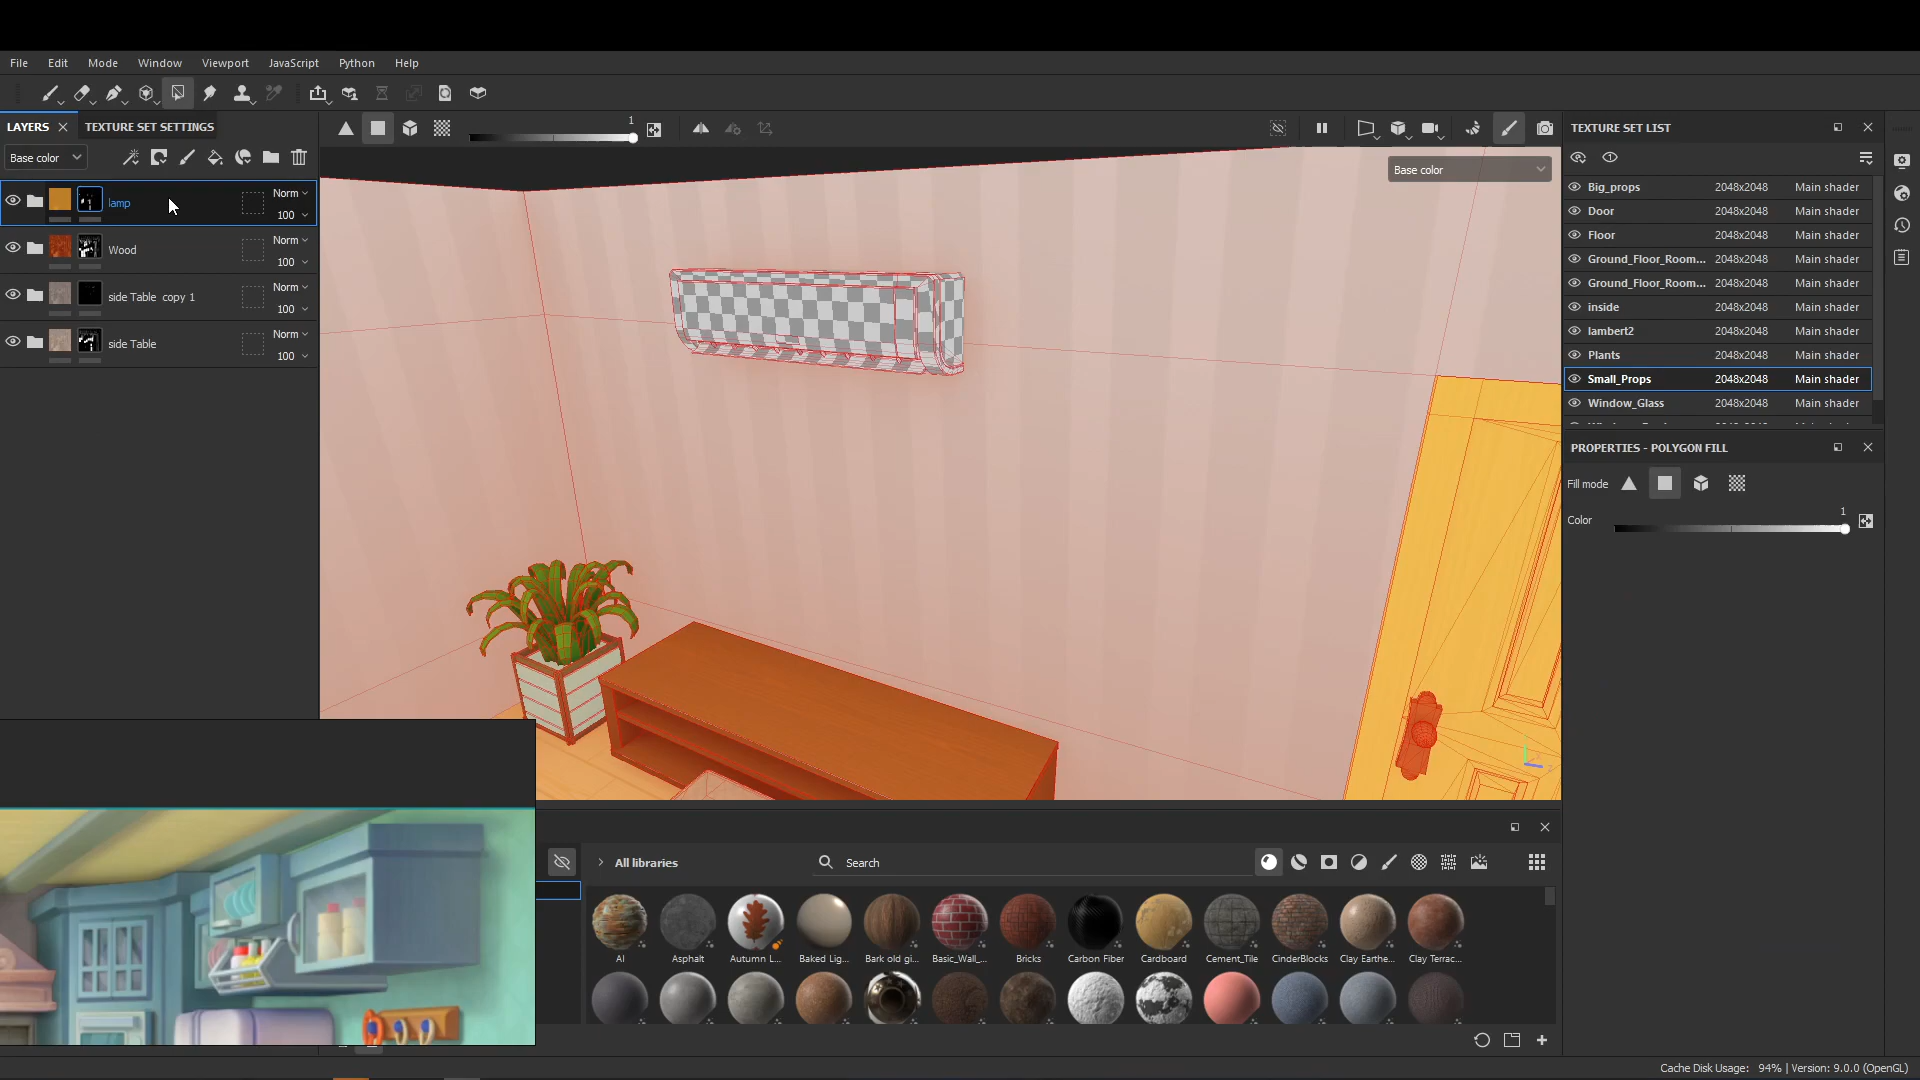 File Edit Mode Window Viewport JavaScript Python Help
LAYERS TEXTURE SET SETTINGS
Base color
lamp Norm 100
Wood Norm 100
side Table copy 1 Norm 100
side Table Norm 100
1
Base color
TEXTURE SET LIST
Big_props 2048x2048 Main shader
Door 2048x2048 Main shader
Floor 2048x2048 Main shader
Ground_Floor_Room... 2048x2048 Main shader
Ground_Floor_Room... 2048x2048 Main shader
inside 2048x2048 Main shader
lambert2 2048x2048 Main shader
Plants 2048x2048 Main shader
Small_Props 2048x2048 Main shader
Window_Glass 2048x2048 Main shader
PROPERTIES - POLYGON FILL
Fill mode
Color 1
All libraries Search
Al Asphalt Autumn L... Baked Lig... Bark old gi... Basic_Wall_... Bricks Carbon Fiber Cardboard Cement_Tile CinderBlocks Clay Earthe... Clay Terrac...
Cache Disk Usage: 94% | Version: 9.0.0 (OpenGL)